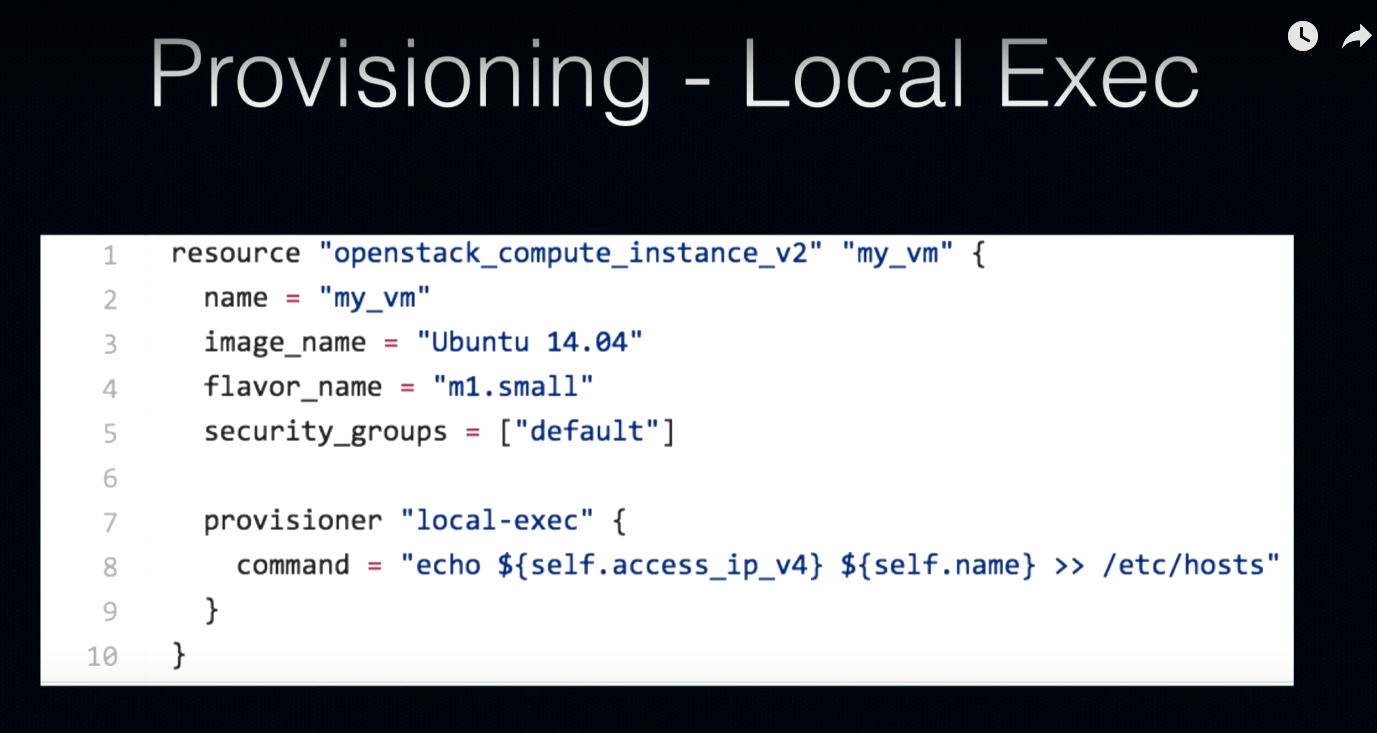 Provisioning - Local Exec
1 resource "openstack_compute_instance_v2" "my_vm" {
2 name = "my_vm"
3 image_name = "Ubuntu 14.04"
4 flavor_name = "m1.small"
5 security_groups = ["default"]
6
7 provisioner "local-exec" {
8 command = "echo ${self.access_ip_v4} ${self.name} >> /etc/hosts"
9 }
10 }